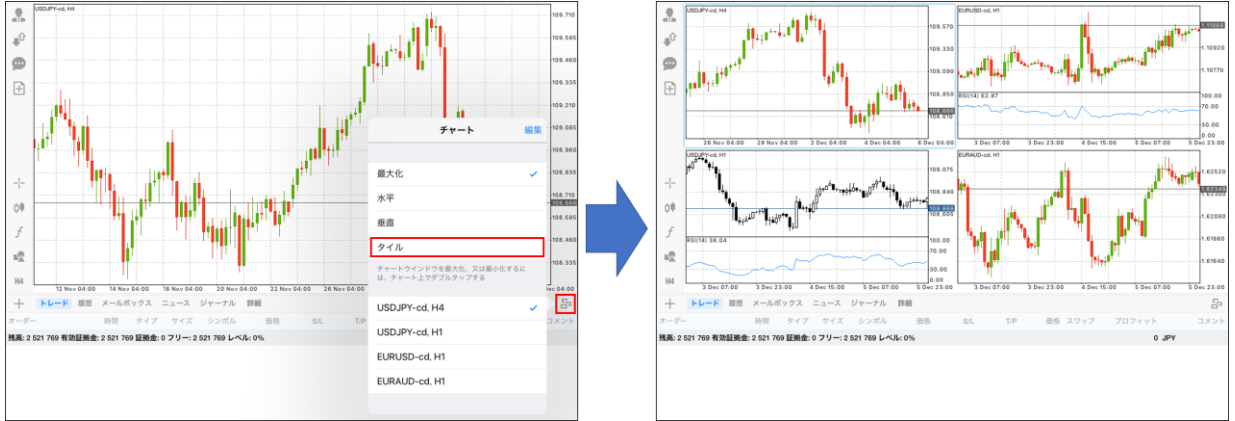 USDJPY-cd, H4
109.710
109.585
109.460
109.335
109.210
109.085
108.960
108.835
108.710
108.666
108.585
108.460
108.335
チャート
編集
最大化
水平
垂直
タイル
チャートウインドウを最大化、又は最小化するに
は、チャート上でダブルタップする
USDJPY-cd, H4
USDJPY-cd, H1
EURUSD-cd, H1
EURAUD-cd, H1
H4
12 Nov 04:00
14 Nov 04:00
18 Nov 04:00
20 Nov 04:00
22 Nov 04:00
26 Nov 04:00
ec 04:00
トレード 履歴 メールボックス ニュース ジャーナル 詳細
オーダー 時間 タイプ サイズ シンボル 価格 S/L T/P コメント
残高: 2 521 769 有効証拠金: 2 521 769 証拠金: 0 フリー: 2 521 769 レベル: 0%
USDJPY-cd, H4
109.570
109.330
109.090
108.850
108.666
108.610
26 Nov 04:00
28 Nov 04:00
2 Dec 04:00
4 Dec 04:00
6 Dec 04:00
EURUSD-cd, H1
1.11069
1.10920
1.10770
RSI(14) 62.87
100.00
70.00
30.00
0.00
3 Dec 07:00
3 Dec 23:00
4 Dec 15:00
5 Dec 07:00
5 Dec 23:00
USDJPY-cd, H1
109.075
108.840
108.666
108.605
RSI(14) 38.04
100.00
70.00
30.00
0.00
3 Dec 07:00
3 Dec 23:00
4 Dec 15:00
5 Dec 07:00
5 Dec 23:00
EURAUD-cd, H1
1.62520
1.62300
1.62080
1.61860
1.61640
3 Dec 07:00
3 Dec 23:00
4 Dec 15:00
5 Dec 07:00
5 Dec 23:00
H4
トレード 履歴 メールボックス ニュース ジャーナル 詳細
オーダー 時間 タイプ サイズ シンボル 価格 S/L T/P 価格 スワップ プロフィット コメント
残高: 2 521 769 有効証拠金: 2 521 769 証拠金: 0 フリー: 2 521 769 レベル: 0% 0 JPY